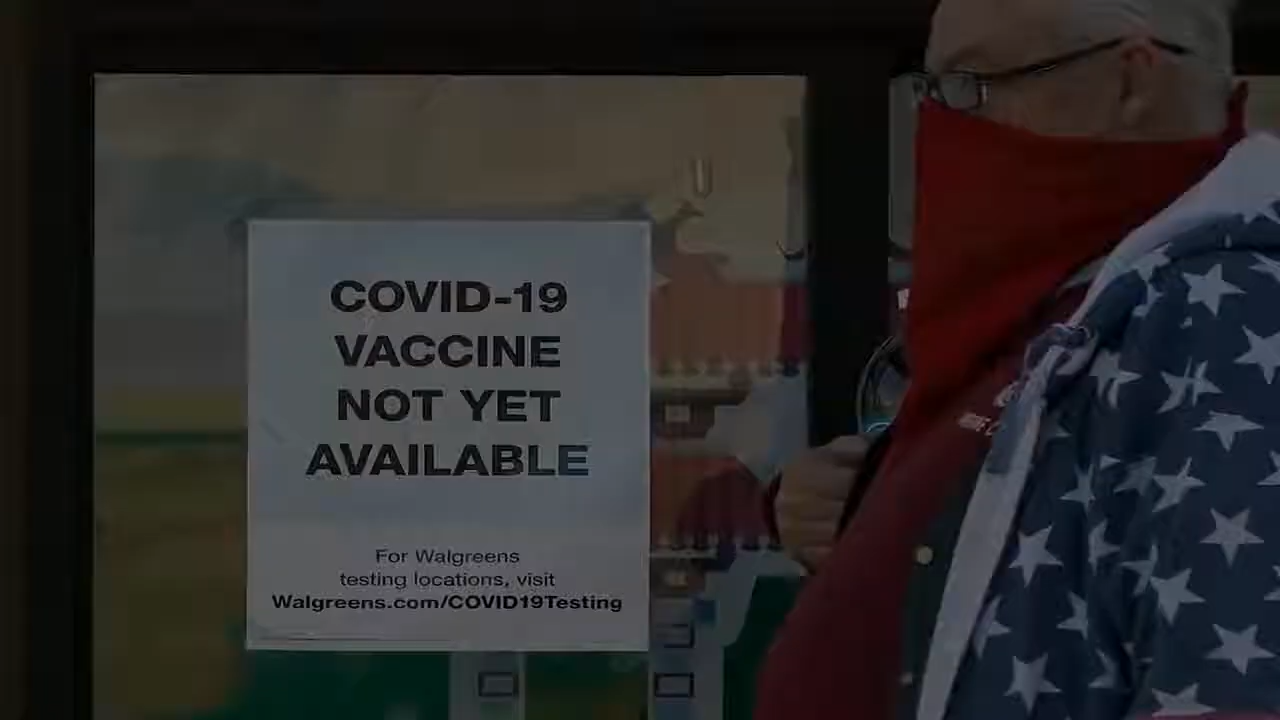 COVID-19
VACCINE
NOT YET
AVAILABLE
For Walgreens
testing locations, visit
Walgreens.com/COVID19Testing